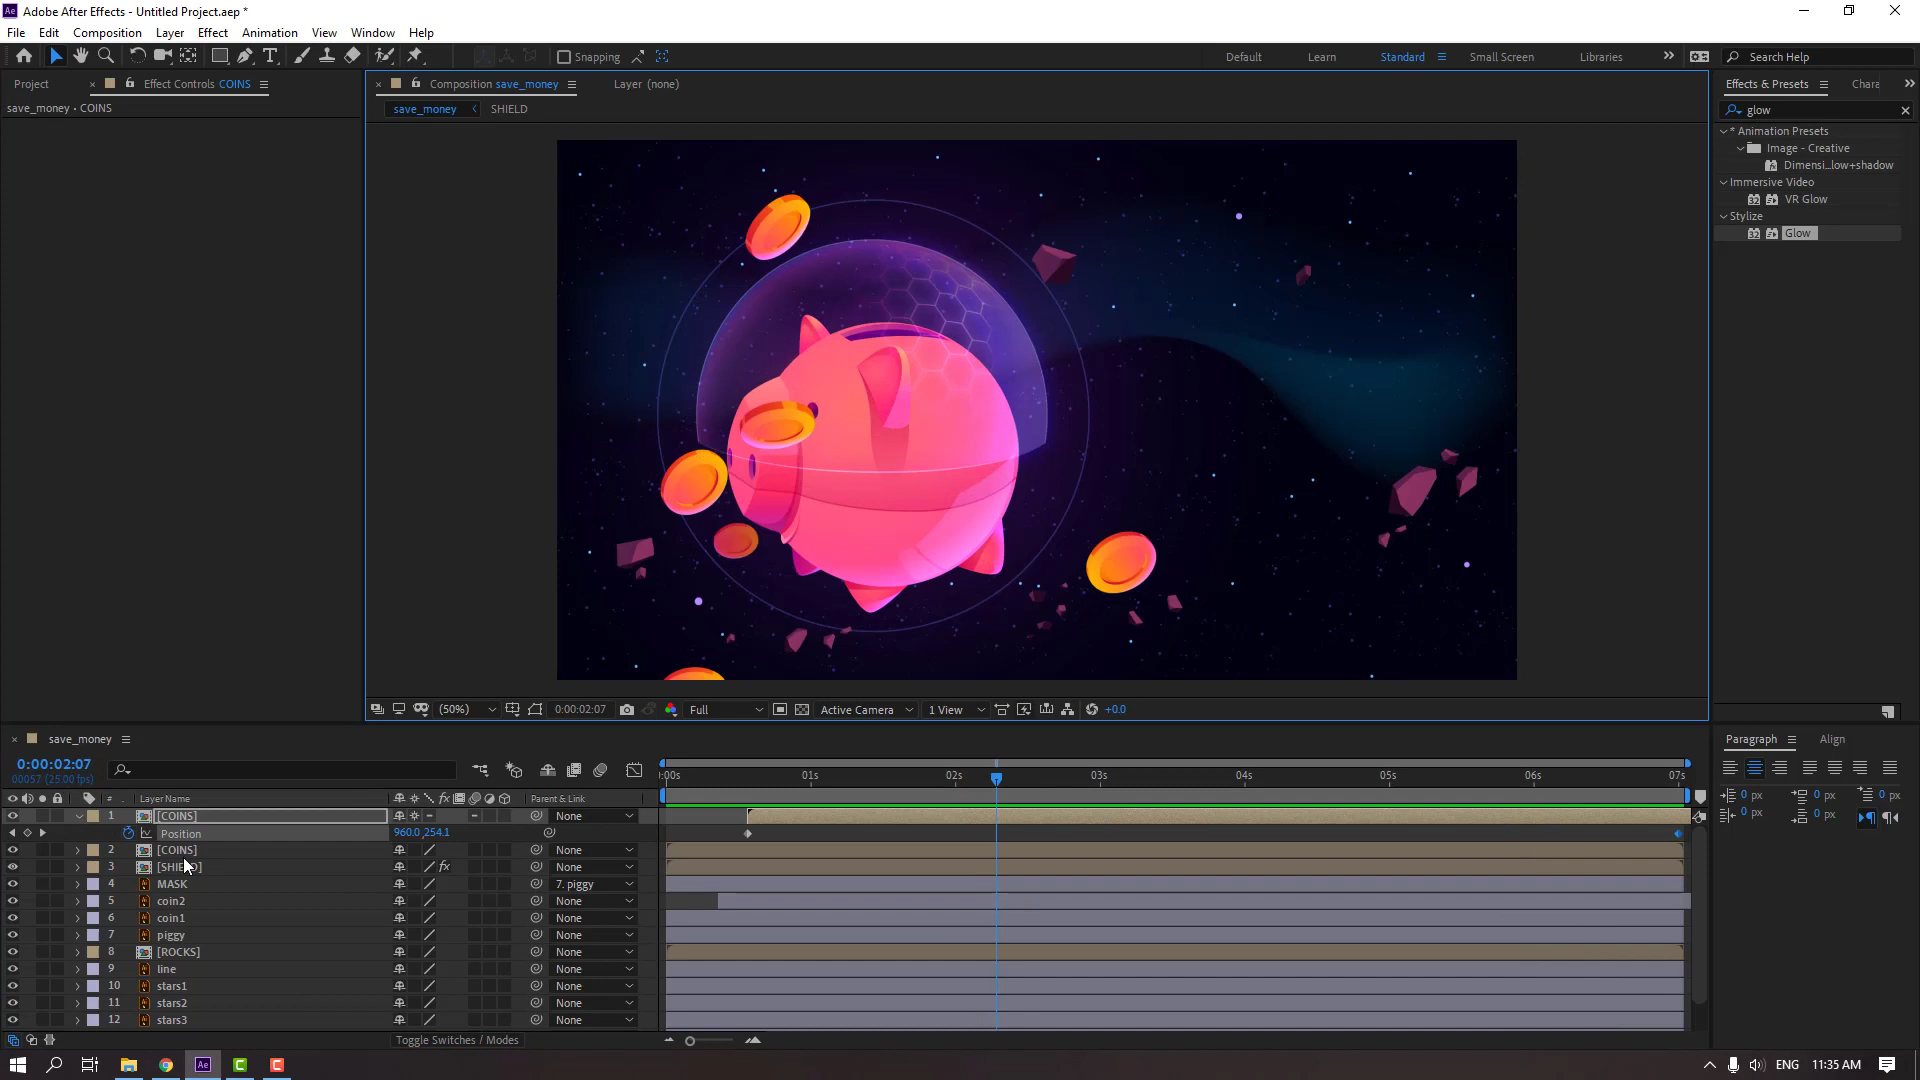 Adobe After Effects - Untitled Project.aep *
File Edit Composition Layer Effect Animation View Window Help
Snapping Default Learn Standard Small Screen Libraries Search Help
Project Effect Controls COINS Composition save_money Layer (none) Effects & Presets Chara
save_money • COINS
save_money SHIELD
glow
* Animation Presets
Image - Creative
Dimensi...low+shadow
Immersive Video
VR Glow
Stylize
32 Glow
(50%) 0:00:02:07 Full Active Camera 1 View +0.0
save_money
Paragraph Align
0:00:02:07
00057 (25.00 fps)
:00s 01s 02s 03s 04s 05s 06s 07s
# Layer Name Parent & Link
0 px 0 px 0 px
0 px 0 px
1 [COINS] None
Position 960.0,254.1
2 [COINS] None
3 [SHIELD] fx None
4 MASK 7. piggy
5 coin2 None
6 coin1 None
7 piggy None
8 [ROCKS] None
9 line None
10 stars1 None
11 stars2 None
12 stars3 None
Toggle Switches / Modes
ENG 11:35 AM